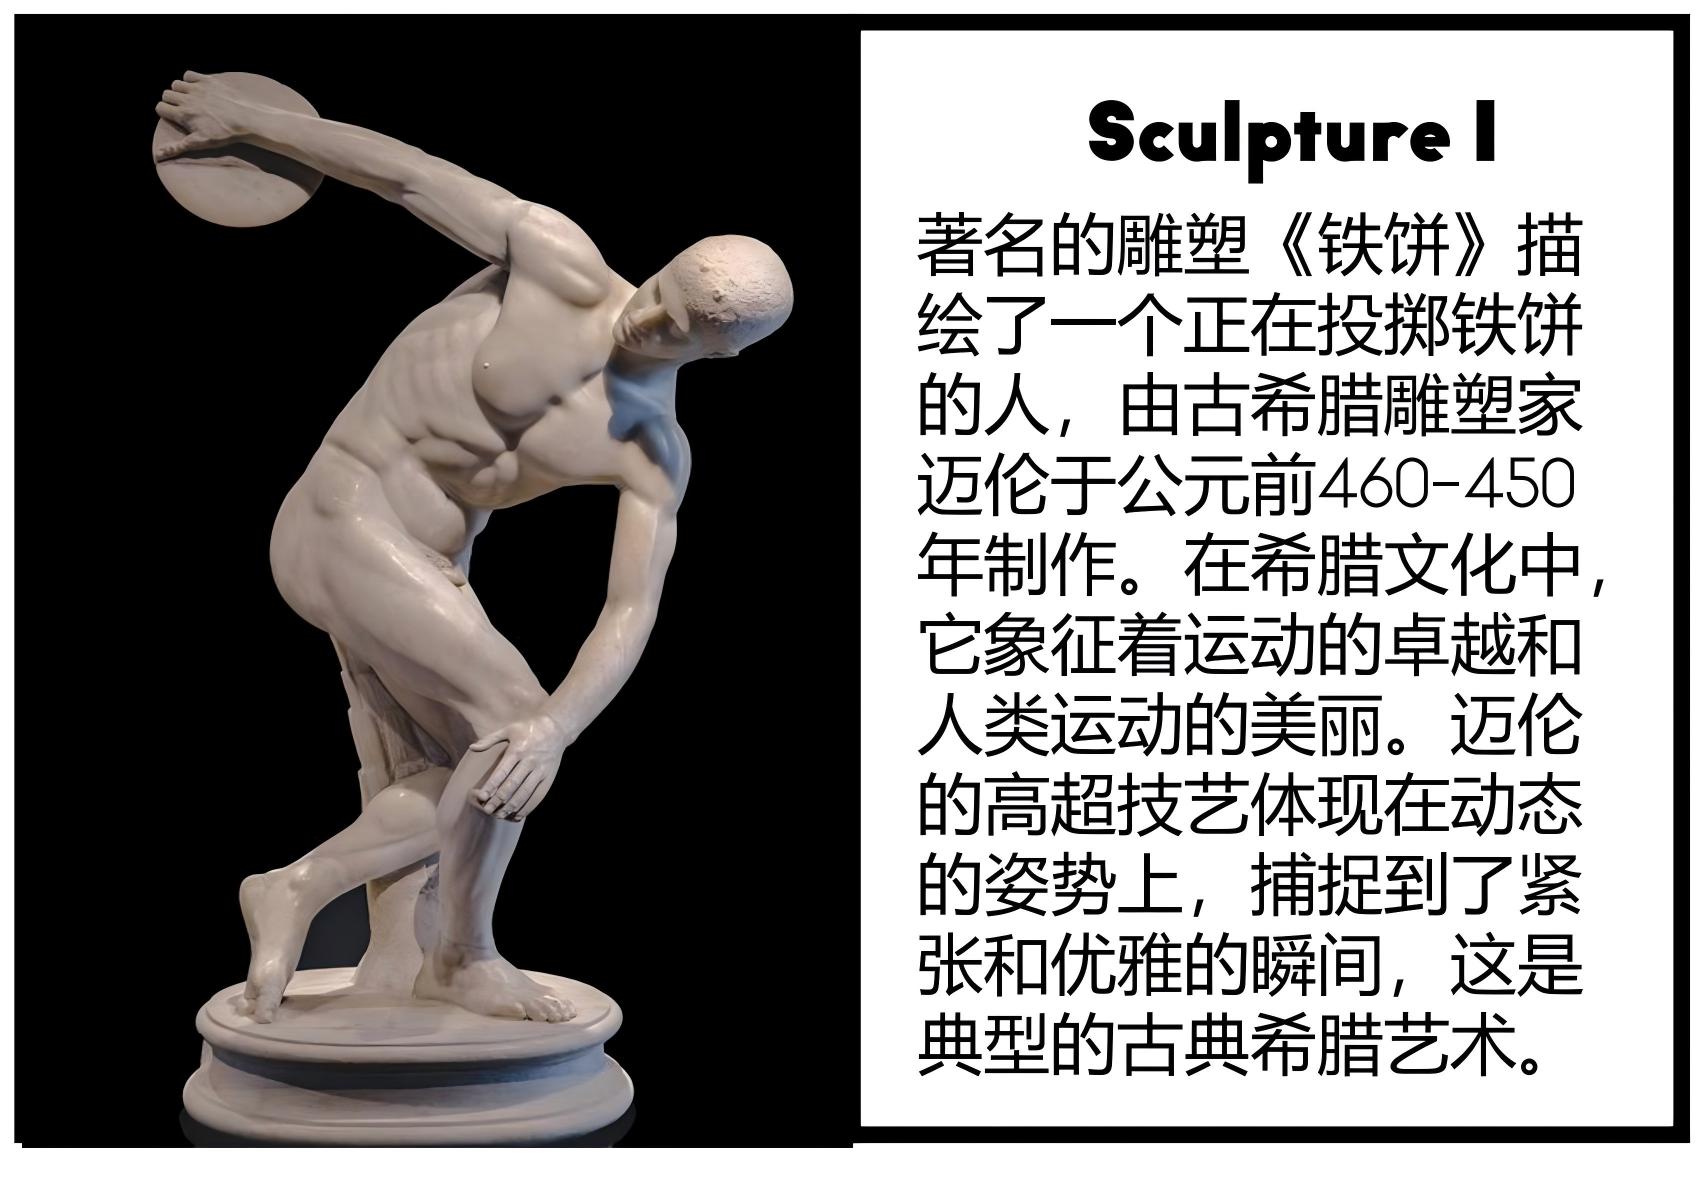 Sculpture 1
著名的雕塑《铁饼》描
绘了一个正在投掷铁饼
的人，由古希腊雕塑家
迈伦于公元前460-450
年制作。在希腊文化中，
它象征着运动的卓越和
人类运动的美丽。迈伦
的高超技艺体现在动态
的姿势上，捕捉到了紧
张和优雅的瞬间，这是
典型的古典希腊艺术。